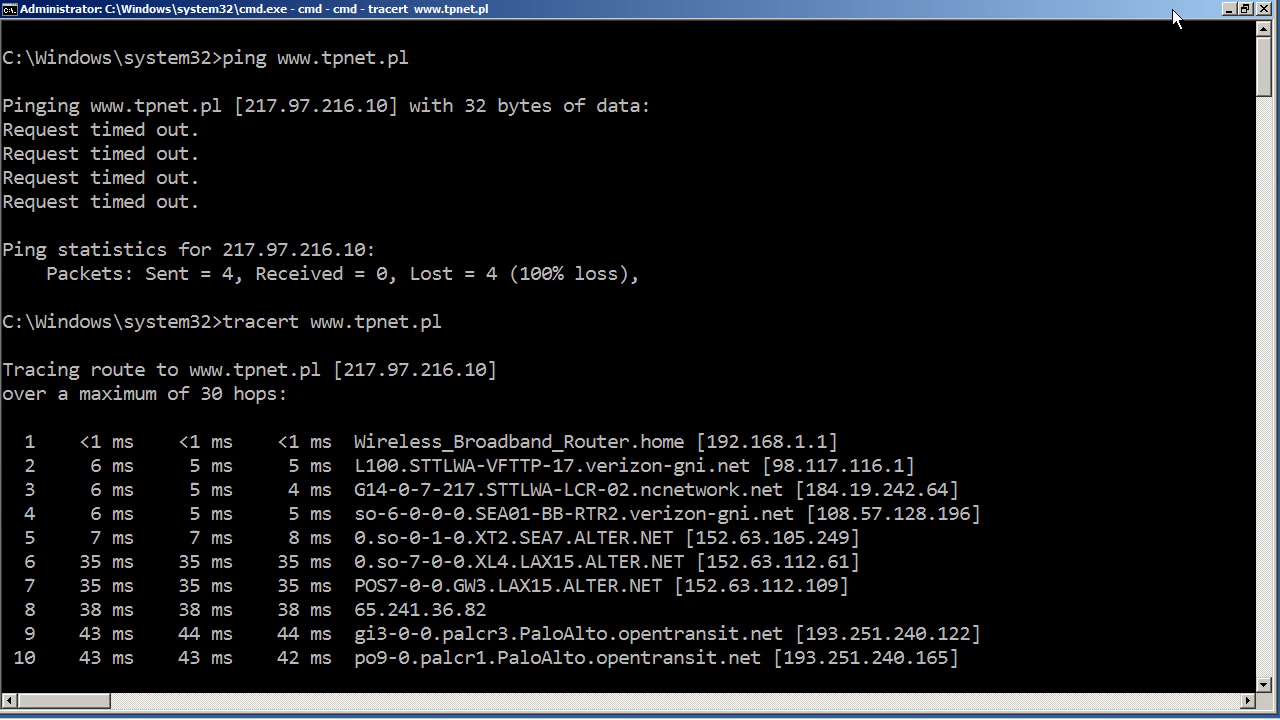 Administrator: C:\Windows\system32\cmd.exe - cmd - cmd - tracert  www.tpnet.pl
C:\Windows\system32>ping www.tpnet.pl
Pinging www.tpnet.pl [217.97.216.10] with 32 bytes of data:
Request timed out.
Request timed out.
Request timed out.
Request timed out.
Ping statistics for 217.97.216.10:
    Packets: Sent = 4, Received = 0, Lost = 4 (100% loss),
C:\Windows\system32>tracert www.tpnet.pl
Tracing route to www.tpnet.pl [217.97.216.10]
over a maximum of 30 hops:
  1    <1 ms    <1 ms    <1 ms  Wireless_Broadband_Router.home [192.168.1.1]
  2     6 ms     5 ms     5 ms  L100.STTLWA-VFTTP-17.verizon-gni.net [98.117.116.1]
  3     6 ms     5 ms     4 ms  G14-0-7-217.STTLWA-LCR-02.ncnetwork.net [184.19.242.64]
  4     6 ms     5 ms     5 ms  so-6-0-0-0.SEA01-BB-RTR2.verizon-gni.net [108.57.128.196]
  5     7 ms     7 ms     8 ms  0.so-0-1-0.XT2.SEA7.ALTER.NET [152.63.105.249]
  6    35 ms    35 ms    35 ms  0.so-7-0-0.XL4.LAX15.ALTER.NET [152.63.112.61]
  7    35 ms    35 ms    35 ms  POS7-0-0.GW3.LAX15.ALTER.NET [152.63.112.109]
  8    38 ms    38 ms    38 ms  65.241.36.82
  9    43 ms    44 ms    44 ms  gi3-0-0.palcr3.PaloAlto.opentransit.net [193.251.240.122]
 10    43 ms    43 ms    42 ms  po9-0.palcr1.PaloAlto.opentransit.net [193.251.240.165]